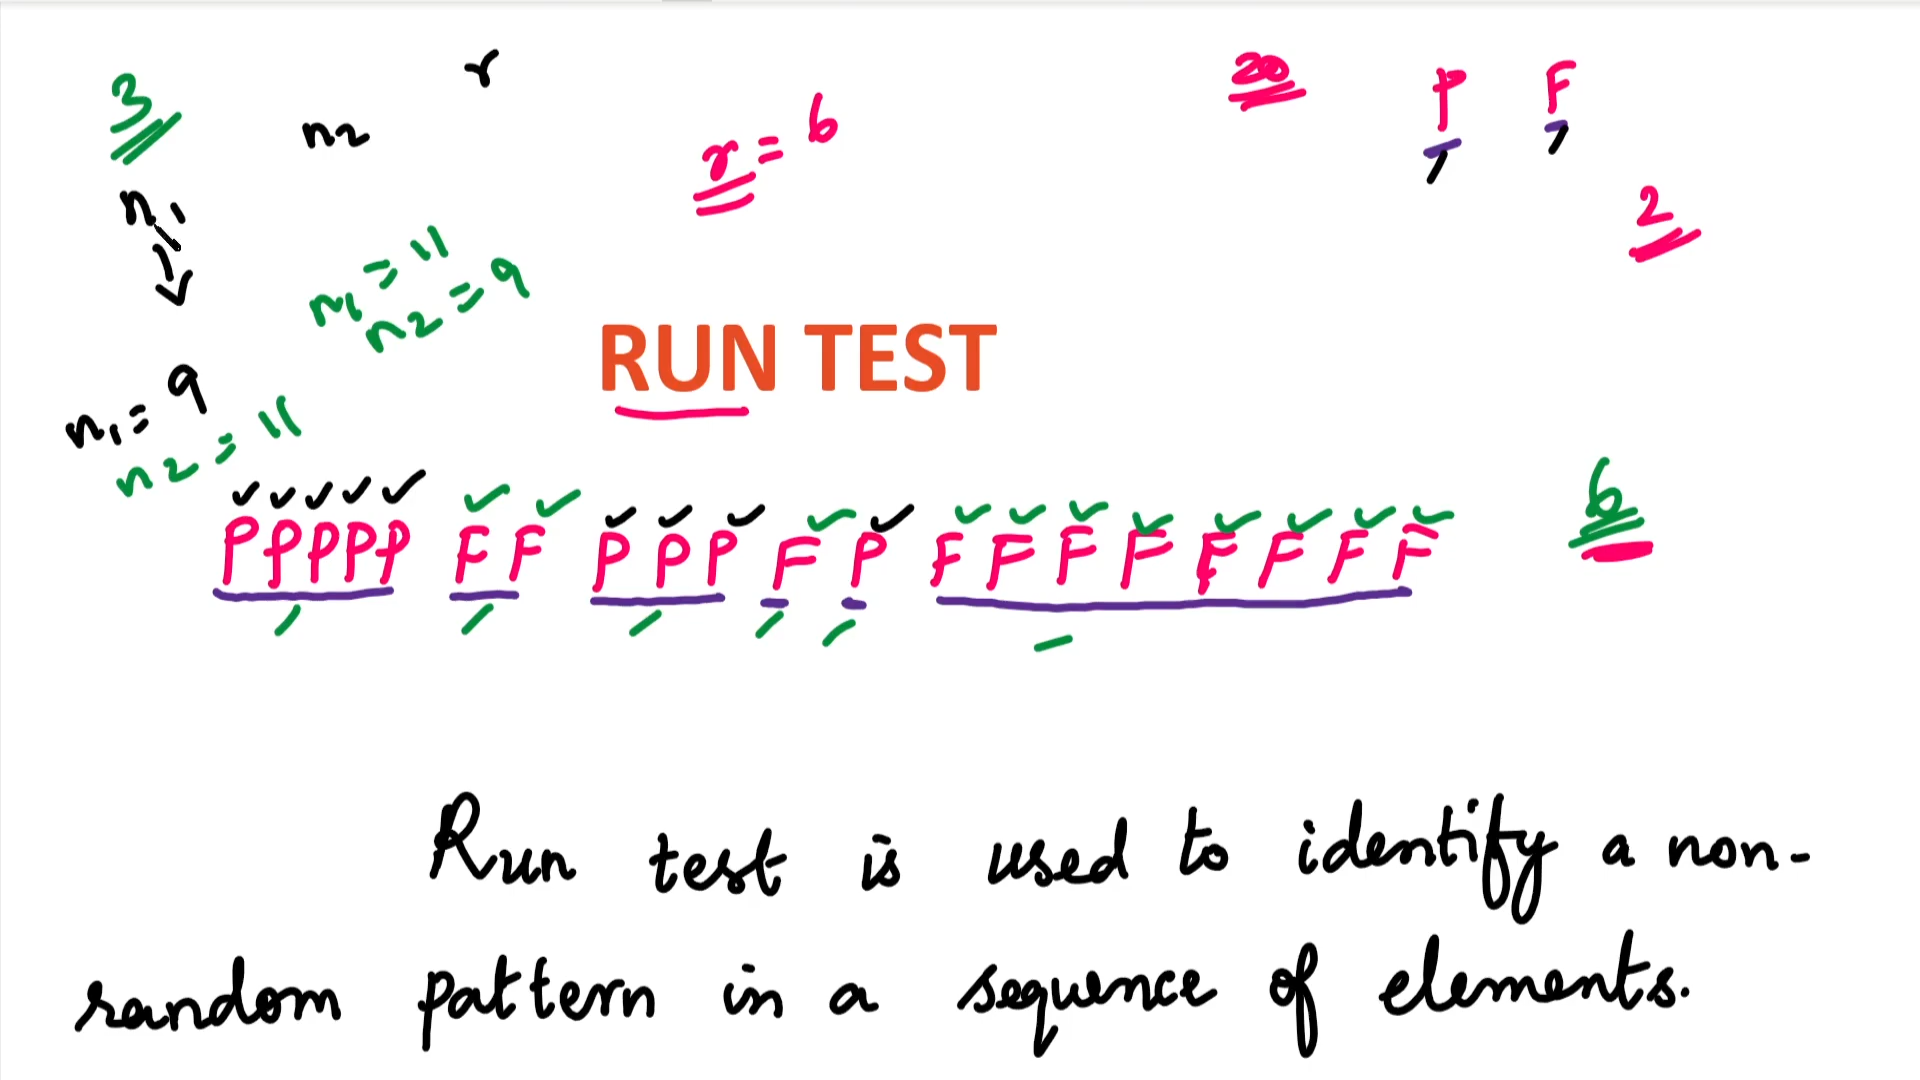 3
r
20
P F
n2
r = 6
n1
2
n1 = 11
n2 = 9
RUN TEST
n1 = 9
n2 = 11
PPPPP FF PPP F P FFFFFFFF
6
Run test is used to identify a non-
random pattern in a sequence of elements.